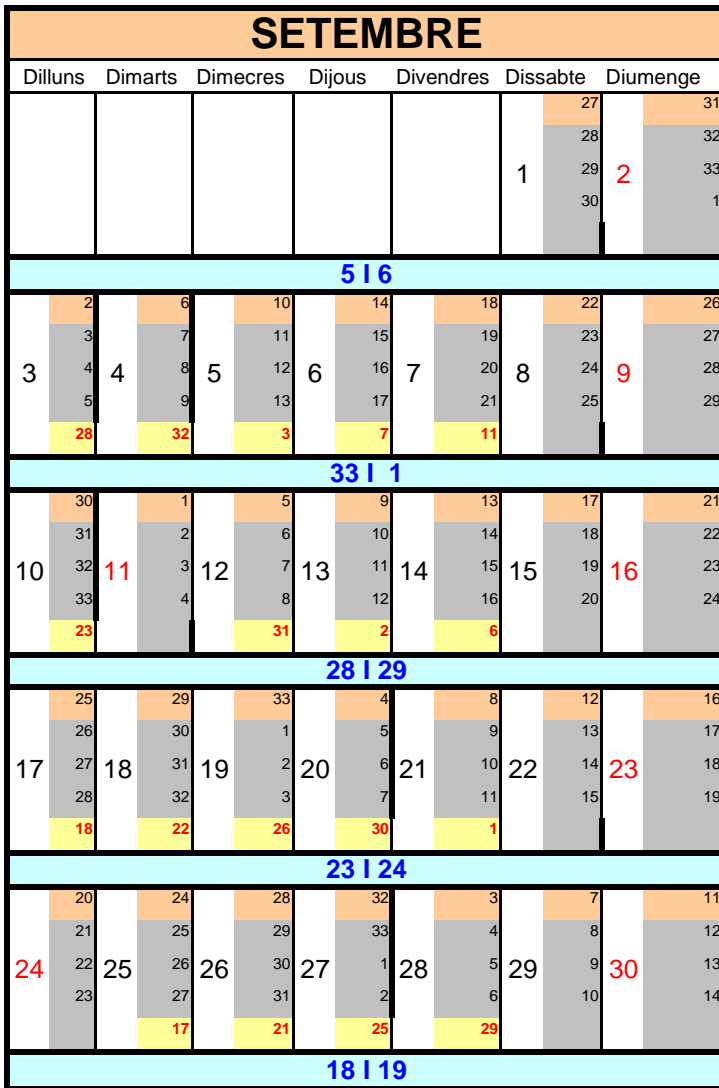 SETEMBRE
Dilluns Dimarts Dimecres Dijous Divendres Dissabte Diumenge
27 31
28 32
1 29 2 33
30 1
5 I 6
2 6 10 14 18 22 26
3 7 11 15 19 23 27
3 4 4 8 5 12 6 16 7 20 8 24 9 28
5 9 13 17 21 25 29
28 32 3 7 11
33 I 1
30 1 5 9 13 17 21
31 2 6 10 14 18 22
10 32 11 3 12 7 13 11 14 15 15 19 16 23
33 4 8 12 16 20 24
23 31 2 6
28 I 29
25 29 33 4 8 12 16
26 30 1 5 9 13 17
17 27 18 31 19 2 20 6 21 10 22 14 23 18
28 32 3 7 11 15 19
18 22 26 30 1
23 I 24
20 24 28 32 3 7 11
21 25 29 33 4 8 12
24 22 25 26 26 30 27 1 28 5 29 9 30 13
23 27 31 2 6 10 14
17 21 25 29
18 I 19